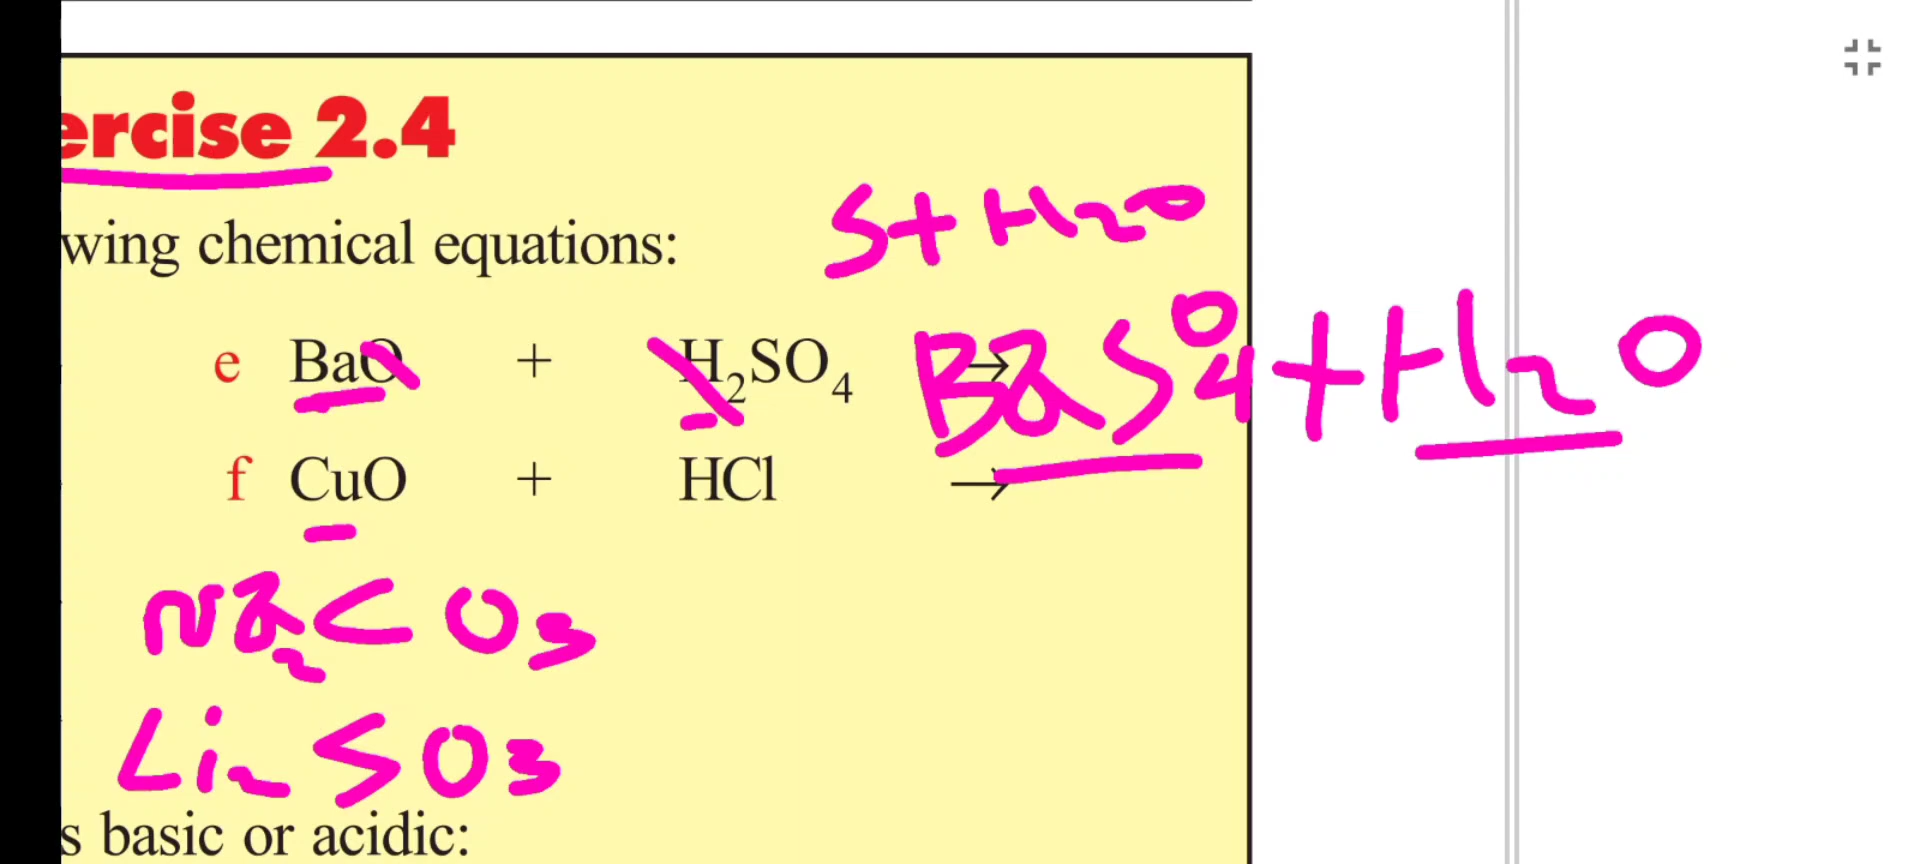 ercise 2.4
wing chemical equations:
S + H2O
e BaO + H₂SO₄ → BaSO4 + H2O
f CuO + HCl →
Na2CO3
Li2SO3
s basic or acidic: